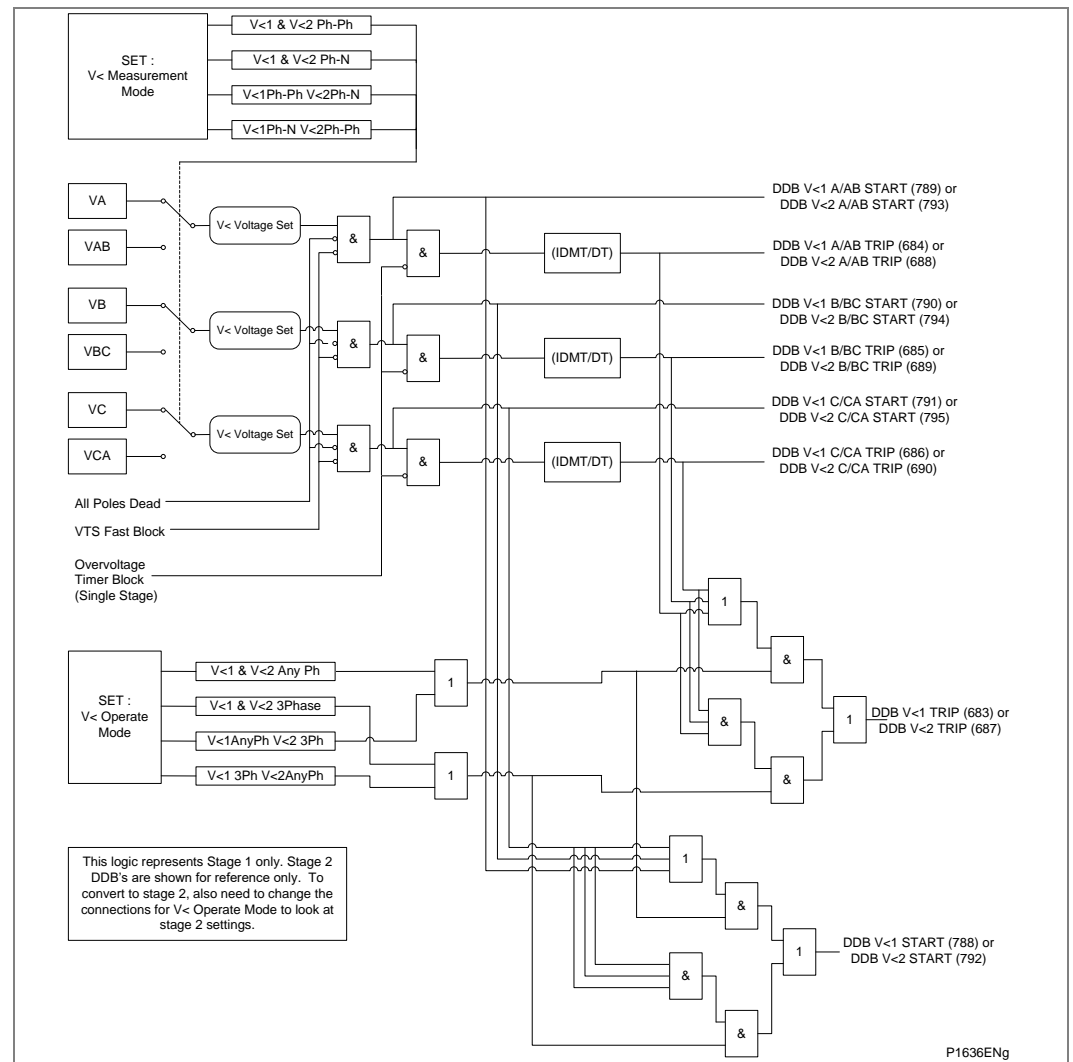 SET :
V< Measurement
Mode
V<1 & V<2 Ph-Ph
V<1 & V<2 Ph-N
V<1Ph-Ph V<2Ph-N
V<1Ph-N V<2Ph-Ph
VA
VAB
V< Voltage Set
&
&
(IDMT/DT)
DDB V<1 A/AB START (789) or
DDB V<2 A/AB START (793)
DDB V<1 A/AB TRIP (684) or
DDB V<2 A/AB TRIP (688)
VB
VBC
V< Voltage Set
&
&
(IDMT/DT)
DDB V<1 B/BC START (790) or
DDB V<2 B/BC START (794)
DDB V<1 B/BC TRIP (685) or
DDB V<2 B/BC TRIP (689)
VC
VCA
V< Voltage Set
&
&
(IDMT/DT)
DDB V<1 C/CA START (791) or
DDB V<2 C/CA START (795)
DDB V<1 C/CA TRIP (686) or
DDB V<2 C/CA TRIP (690)
All Poles Dead
VTS Fast Block
Overvoltage
Timer Block
(Single Stage)
SET :
V< Operate
Mode
V<1 & V<2 Any Ph
V<1 & V<2 3Phase
V<1AnyPh V<2 3Ph
V<1 3Ph V<2AnyPh
1
1
1
&
&
&
1
DDB V<1 TRIP (683) or
DDB V<2 TRIP (687)
This logic represents Stage 1 only. Stage 2
DDB's are shown for reference only. To
convert to stage 2, also need to change the
connections for V< Operate Mode to look at
stage 2 settings.
1
&
&
&
1
DDB V<1 START (788) or
DDB V<2 START (792)
P1636ENg